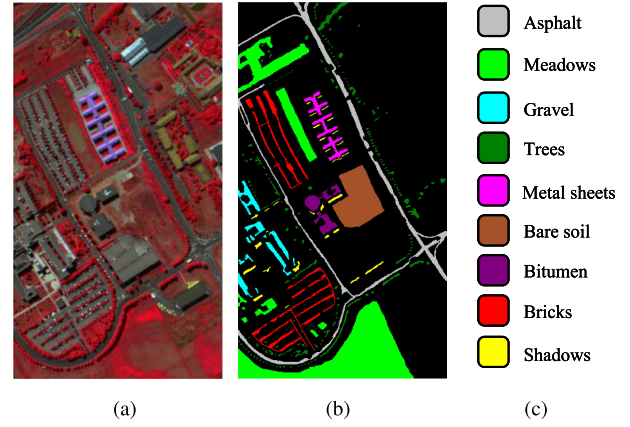 Asphalt
Meadows
Gravel
Trees
Metal sheets
Bare soil
Bitumen
Bricks
Shadows
(a)
(b)
(c)